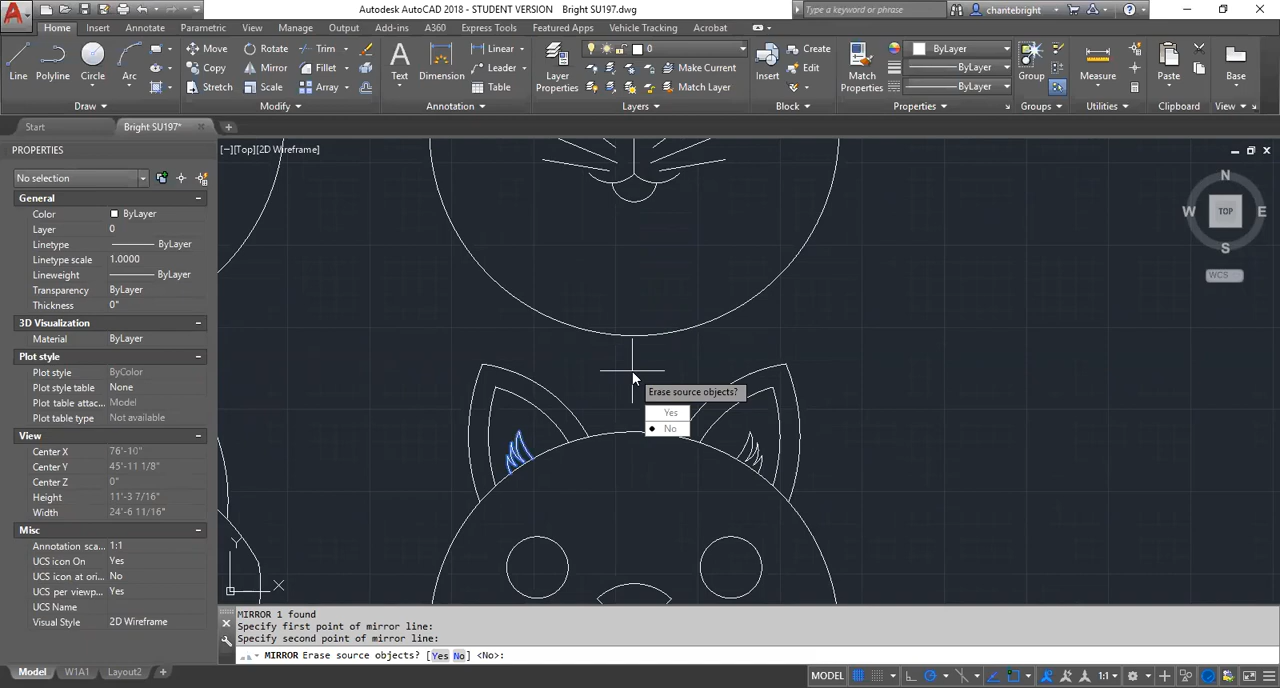 Autodesk AutoCAD 2018 - STUDENT VERSION    Bright SU197.dwg
Type a keyword or phrase
chantebright
Home Insert Annotate Parametric View Manage Output Add-ins A360 Express Tools Featured Apps Vehicle Tracking Acrobat
Line Polyline Circle Arc
Move Rotate Trim
Copy Mirror Fillet
Stretch Scale Array
Text Dimension
Linear
Leader
Table
Layer Properties
0
Make Current
Match Layer
Insert
Create
Edit
Match Properties
ByLayer
ByLayer
ByLayer
Group
Measure
Paste
Base
Draw Modify Annotation Layers Block Properties Groups Utilities Clipboard View
Start Bright SU197*
PROPERTIES
[−][Top][2D Wireframe]
No selection
General
Color ByLayer
Layer 0
Linetype ByLayer
Linetype scale 1.0000
Lineweight ByLayer
Transparency ByLayer
Thickness 0"
3D Visualization
Material ByLayer
Plot style
Plot style ByColor
Plot style table None
Plot table attac... Model
Plot table type Not available
View
Center X 76'-10"
Center Y 45'-11 1/8"
Center Z 0"
Height 11'-3 7/16"
Width 24'-6 11/16"
Misc
Annotation sca... 1:1
UCS icon On Yes
UCS icon at ori... No
UCS per viewp... Yes
UCS Name
Visual Style 2D Wireframe
N
W TOP E
S
WCS
Erase source objects?
Yes
No
Y
X
MIRROR 1 found
Specify first point of mirror line:
Specify second point of mirror line:
MIRROR Erase source objects? [Yes No] <No>:
Model W1A1 Layout2 +
MODEL
1:1